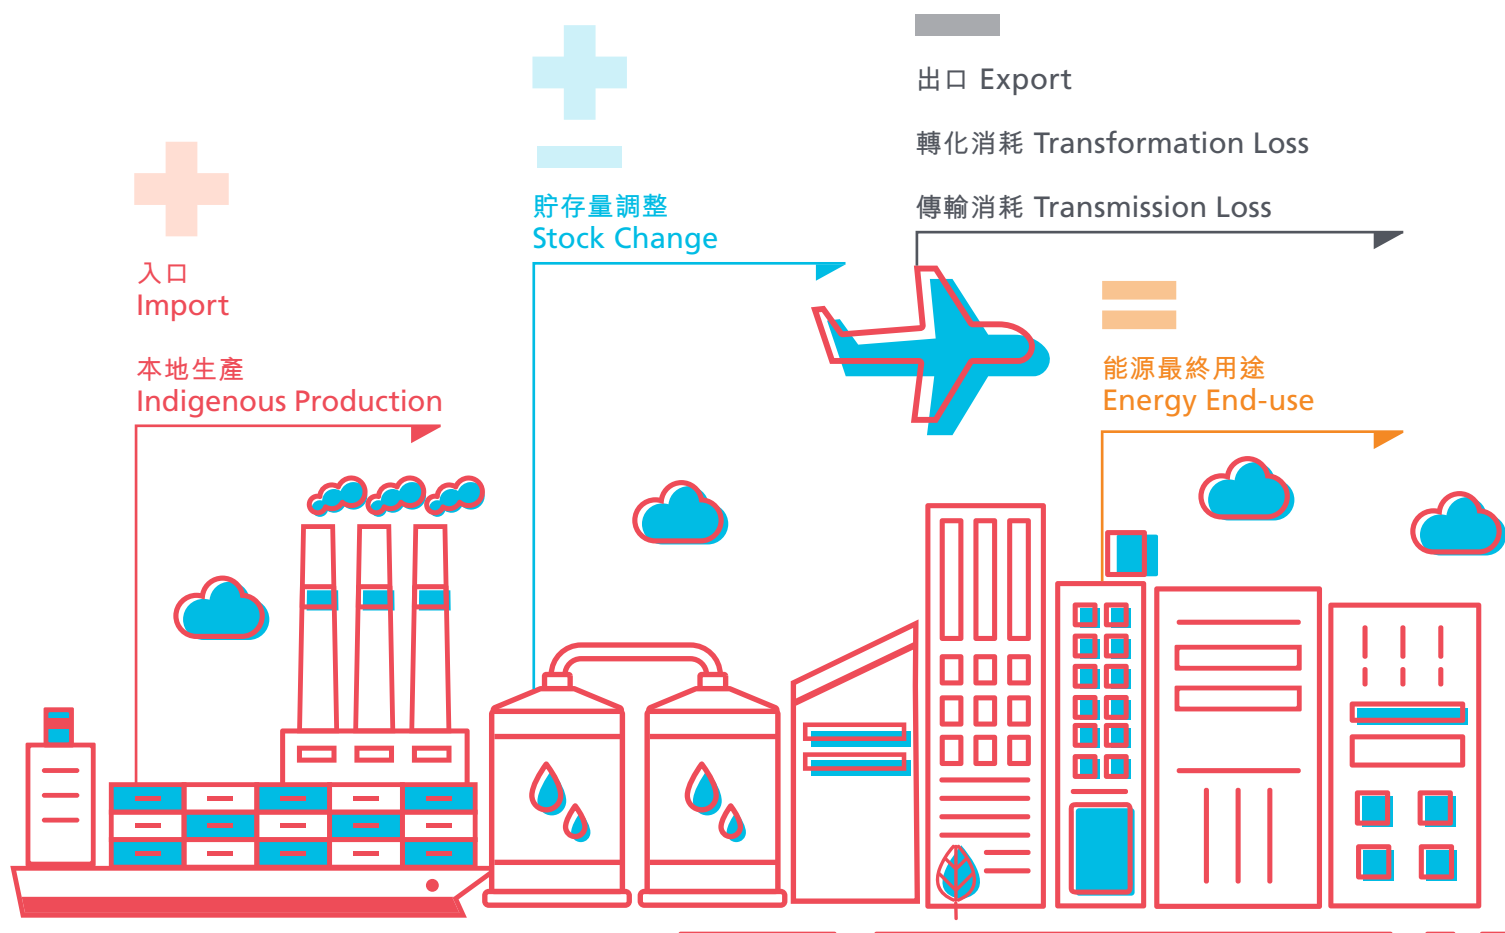 入口
Import
本地生產
Indigenous Production
貯存量調整
Stock Change
出口 Export
轉化消耗 Transformation Loss
傳輸消耗 Transmission Loss
能源最終用途
Energy End-use